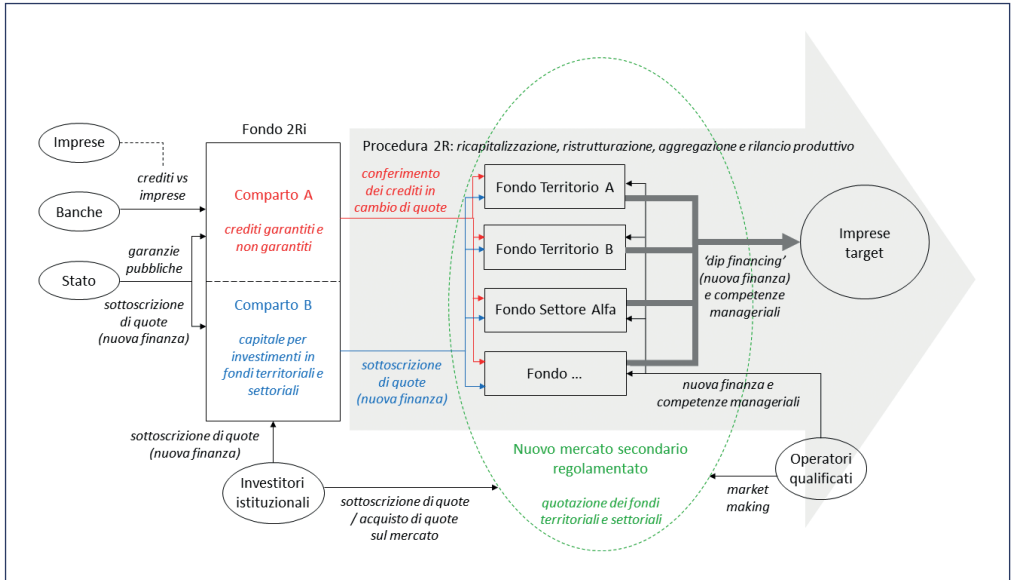 Fondo 2Ri
Procedura 2R: ricapitalizzazione, ristrutturazione, aggregazione e rilancio produttivo
Imprese
crediti vs
imprese
Banche
garanzie
pubbliche
Stato
sottoscrizione
di quote
(nuova finanza)
Comparto A
crediti garantiti e
non garantiti
Comparto B
capitale per
investimenti in
fondi territoriali e
settoriali
conferimento
dei crediti in
cambio di quote
sottoscrizione
di quote
(nuova finanza)
Fondo Territorio A
Fondo Territorio B
Fondo Settore Alfa
Fondo ...
Imprese
target
'dip financing'
(nuova finanza)
e competenze
manageriali
nuova finanza e
competenze manageriali
sottoscrizione di quote
(nuova finanza)
Investitori
istituzionali
sottoscrizione di quote
/ acquisto di quote
sul mercato
Nuovo mercato secondario
regolamentato
quotazione dei fondi
territoriali e settoriali
Operatori
qualificati
market
making